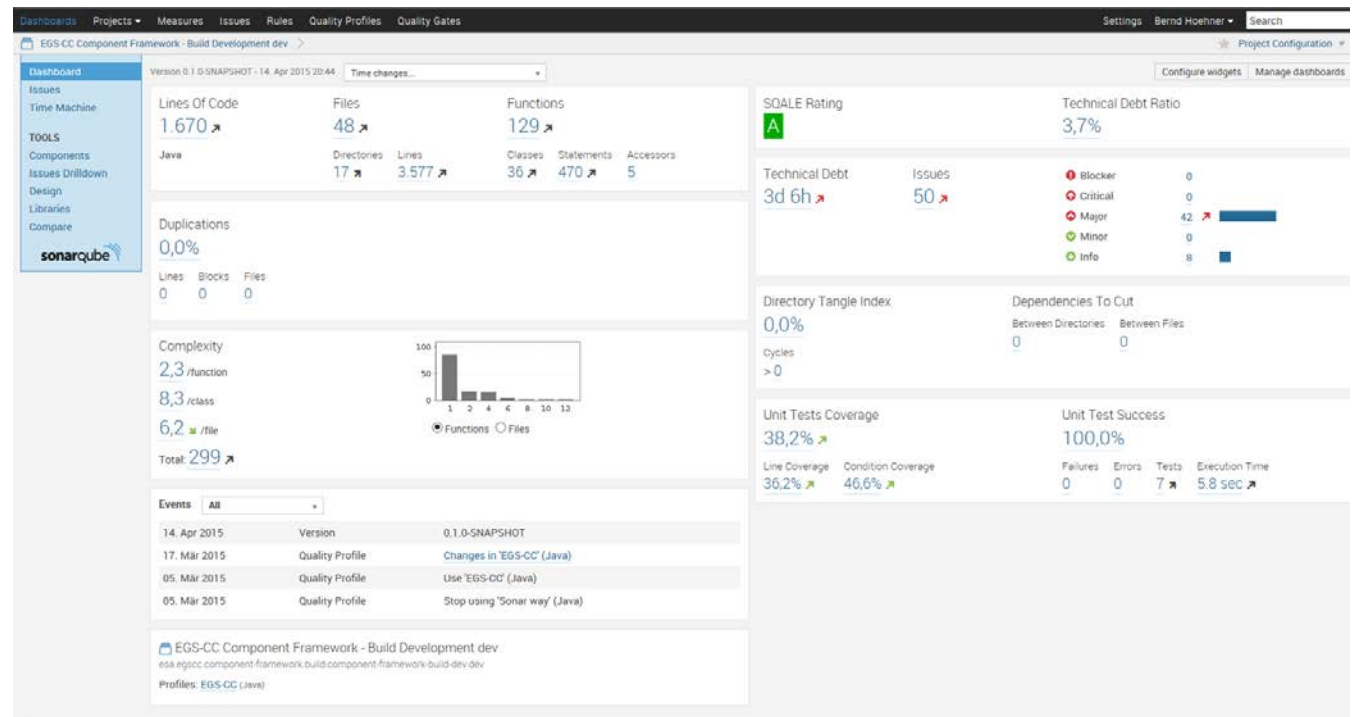 Dashboards Projects Measures Issues Rules Quality Profiles Quality Gates Settings Bernd Hoehner Search
EGS-CC Component Framework - Build Development dev Project Configuration
Dashboard
Issues
Time Machine
TOOLS
Components
Issues Drilldown
Design
Libraries
Compare
sonarqube
Version 0.1.0-SNAPSHOT - 14. Apr 2015 20:44 Time changes... Configure widgets Manage dashboards
Lines Of Code Files Functions
1.670 48 129
Java Directories Lines Classes Statements Accessors
17 3.577 36 470 5
Duplications
0,0%
Lines Blocks Files
0 0 0
Complexity
2,3 /function
8,3 /class
6,2 /file
Total: 299
100
50
0
1 2 4 6 8 10 12
Functions Files
Events All
14. Apr 2015 Version 0.1.0-SNAPSHOT
17. Mär 2015 Quality Profile Changes in 'EGS-CC' (Java)
05. Mär 2015 Quality Profile Use 'EGS-CC' (Java)
05. Mär 2015 Quality Profile Stop using 'Sonar way' (Java)
EGS-CC Component Framework - Build Development dev
esa.egscc.component-framework.build:component-framework-build-dev:dev
Profiles: EGS-CC (Java)
SQALE Rating Technical Debt Ratio
A 3,7%
Technical Debt Issues
3d 6h 50
Blocker 0
Critical 0
Major 42
Minor 0
Info 8
Directory Tangle Index Dependencies To Cut
0,0% Between Directories Between Files
Cycles 0 0
> 0
Unit Tests Coverage Unit Test Success
38,2% 100,0%
Line Coverage Condition Coverage Failures Errors Tests Execution Time
36,2% 46,6% 0 0 7 5.8 sec